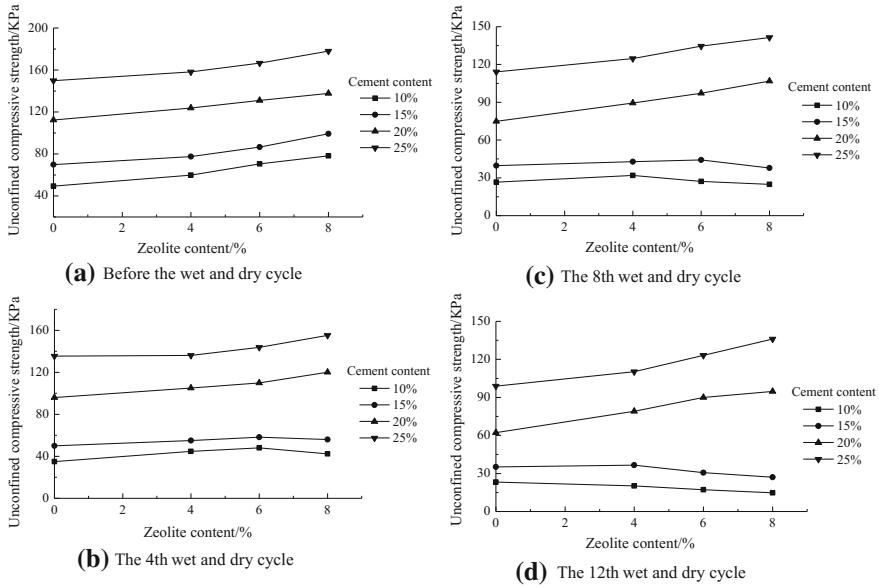 200
160
120
80
40
Unconfined compressive strength/KPa
0 2 4 6 8
Zeolite content/%
Cement content
10%
15%
20%
25%
(a) Before the wet and dry cycle
160
120
80
40
0
Unconfined compressive strength/KPa
0 2 4 6 8
Zeolite content/%
Cement content
10%
15%
20%
25%
(b) The 4th wet and dry cycle
150
120
90
60
30
0
Unconfined compressive strength/KPa
0 2 4 6 8
Zeolite content/%
Cement content
10%
15%
20%
25%
(c) The 8th wet and dry cycle
150
120
90
60
30
0
Unconfined compressive strength/KPa
0 2 4 6 8
Zeolite content/%
Cement content
10%
15%
20%
25%
(d) The 12th wet and dry cycle